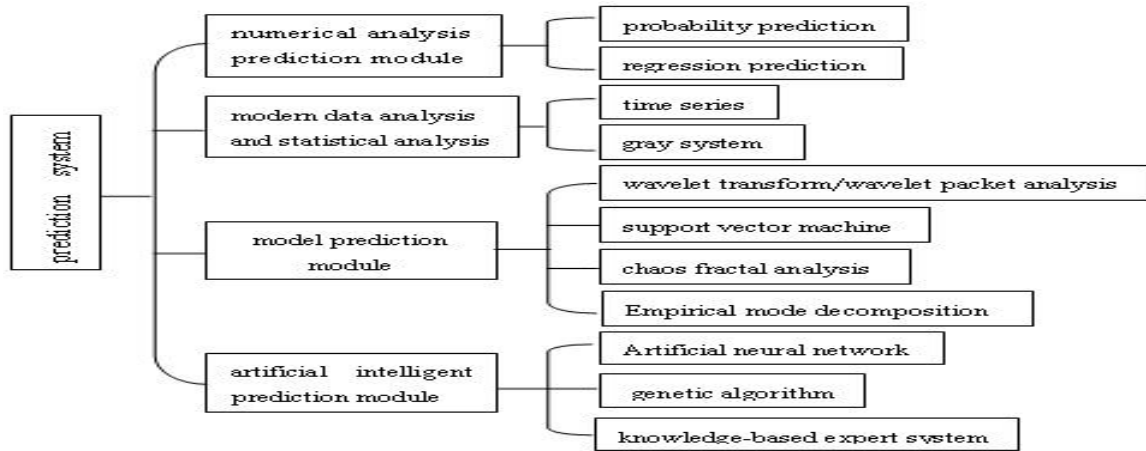 prediction system
numerical analysis
prediction module
probability prediction
regression prediction
modern data analysis
and statistical analysis
time series
gray system
model prediction
module
wavelet transform/wavelet packet analysis
support vector machine
chaos fractal analysis
Empirical mode decomposition
artificial intelligent
prediction module
Artificial neural network
genetic algorithm
knowledge-based expert system